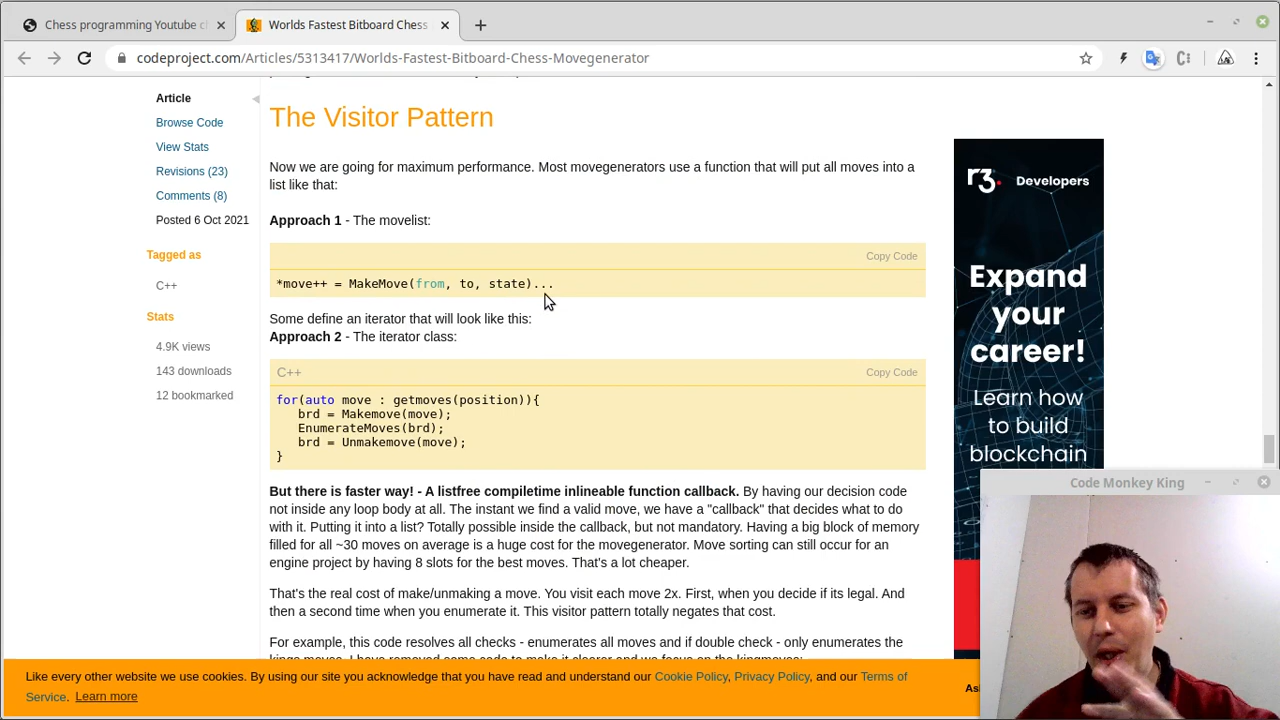 Chess programming Youtube c
Worlds Fastest Bitboard Chess
codeproject.com/Articles/5313417/Worlds-Fastest-Bitboard-Chess-Movegenerator
Article
Browse Code
View Stats
Revisions (23)
Comments (8)
Posted 6 Oct 2021
Tagged as
C++
Stats
4.9K views
143 downloads
12 bookmarked
The Visitor Pattern
Now we are going for maximum performance. Most movegenerators use a function that will put all moves into a
list like that:
Approach 1 - The movelist:
Copy Code
*move++ = MakeMove(from, to, state)...
Some define an iterator that will look like this:
Approach 2 - The iterator class:
C++
Copy Code
for(auto move : getmoves(position)){
brd = Makemove(move);
EnumerateMoves(brd);
brd = Unmakemove(move);
}
But there is faster way! - A listfree compiletime inlineable function callback. By having our decision code
not inside any loop body at all. The instant we find a valid move, we have a "callback" that decides what to do
with it. Putting it into a list? Totally possible inside the callback, but not mandatory. Having a big block of memory
filled for all ~30 moves on average is a huge cost for the movegenerator. Move sorting can still occur for an
engine project by having 8 slots for the best moves. That's a lot cheaper.
That's the real cost of make/unmaking a move. You visit each move 2x. First, when you decide if its legal. And
then a second time when you enumerate it. This visitor pattern totally negates that cost.
For example, this code resolves all checks - enumerates all moves and if double check - only enumerates the
r3. Developers
Expand
your
career!
Learn how
to build
blockchain
Code Monkey King
Like every other website we use cookies. By using our site you acknowledge that you have read and understand our Cookie Policy, Privacy Policy, and our Terms of
Service. Learn more